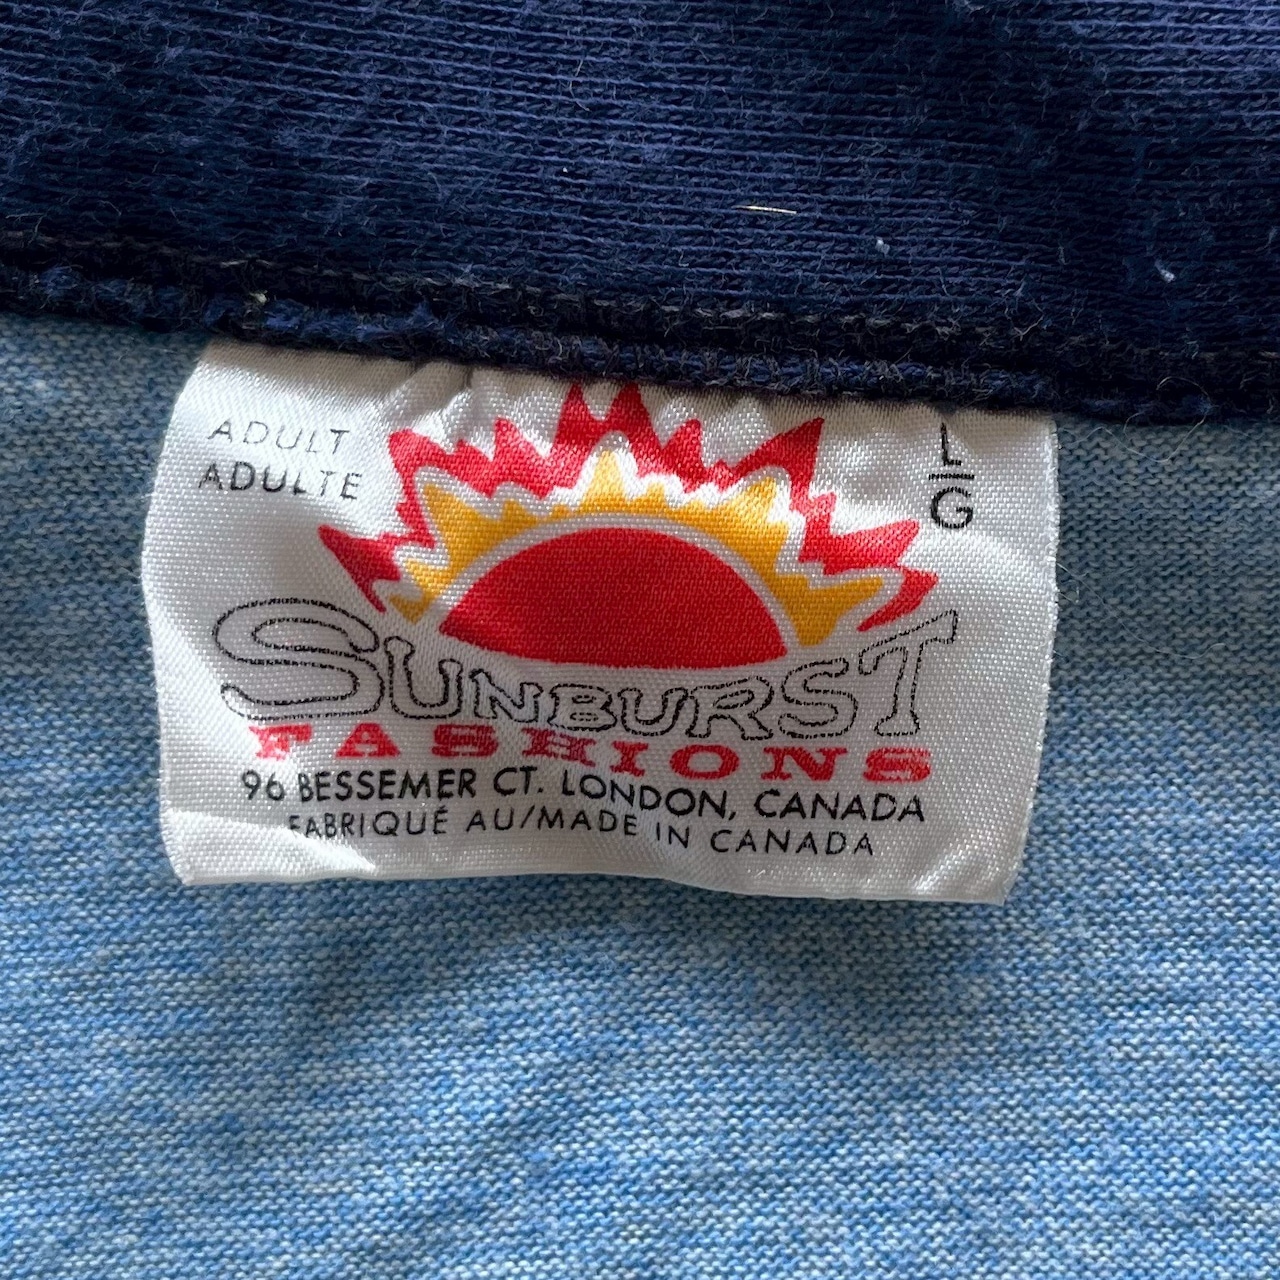 ADULT
ADULTE
L
G
SUNBURST
FASHIONS
96 BESSEMER CT. LONDON, CANADA
FABRIQUÉ AU/MADE IN CANADA